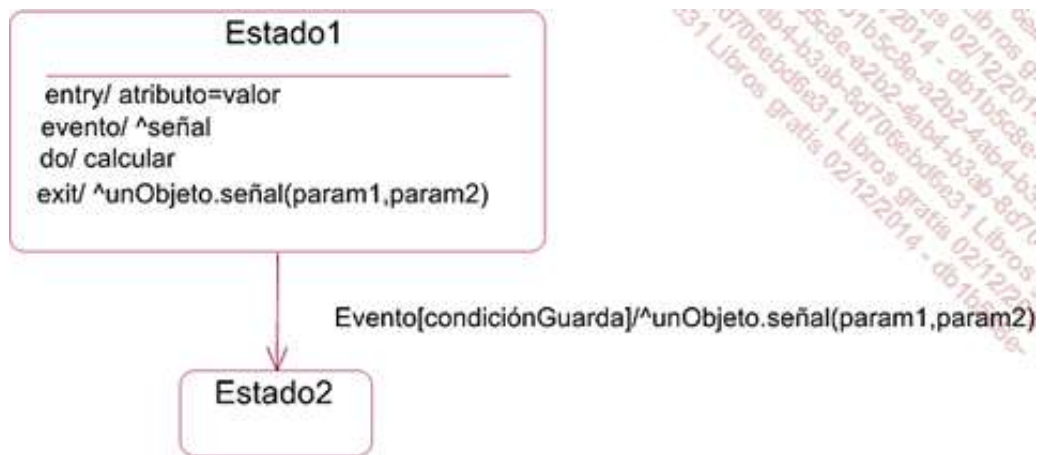 Estado1
entry/ atributo=valor
evento/ ^señal
do/ calcular
exit/ ^unObjeto.señal(param1,param2)
Evento[condiciónGuarda]/^unObjeto.señal(param1,param2)
Estado2